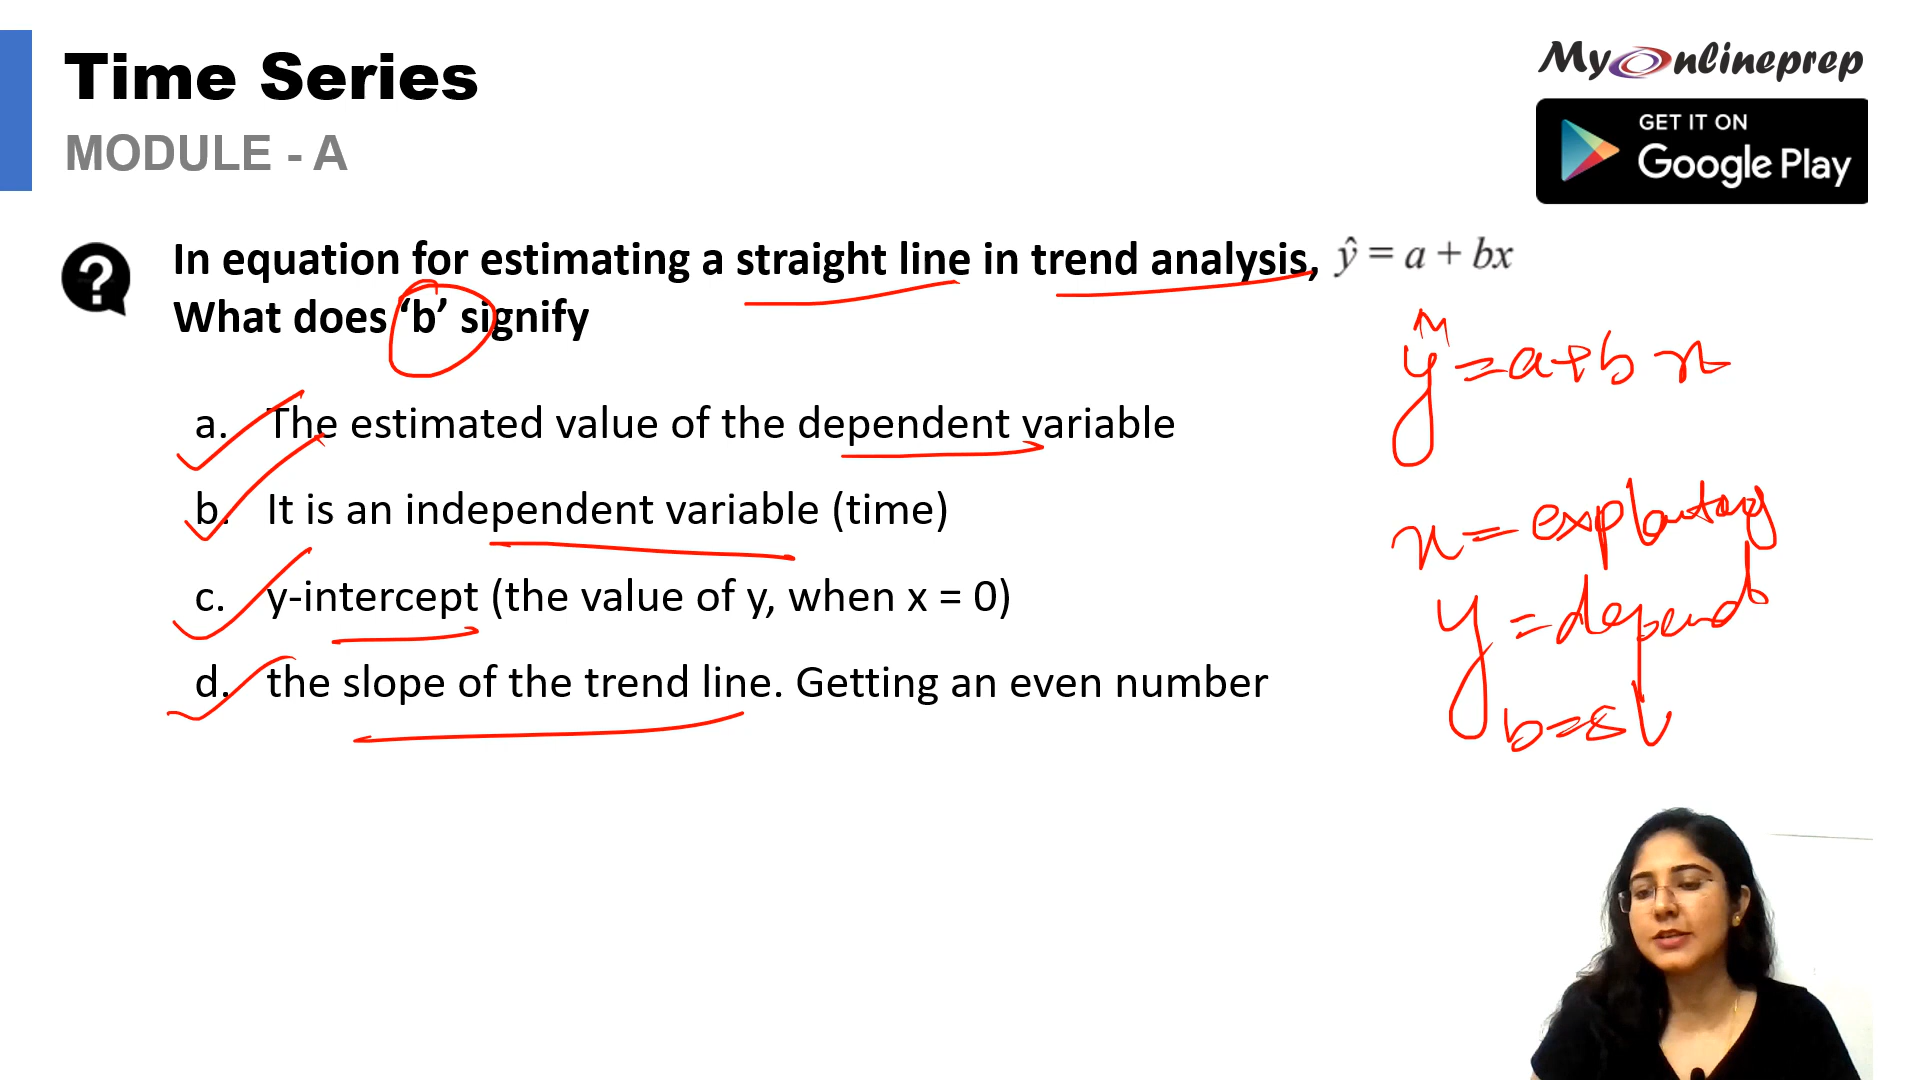 Time Series
MODULE - A
MyOnlineprep
GET IT ON
Google Play
In equation for estimating a straight line in trend analysis, ŷ = a + bx
What does ‘b’ signify
a. The estimated value of the dependent variable
b. It is an independent variable (time)
c. y-intercept (the value of y, when x = 0)
d. the slope of the trend line. Getting an even number
ŷ = a + b x
x =
y = depend
b = sl